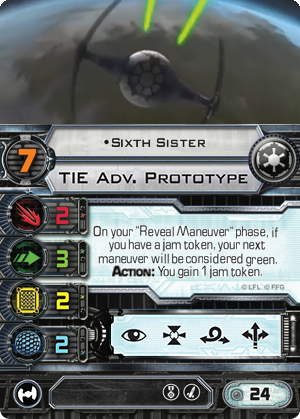 •Sixth Sister
7
TIE Adv. Prototype
2
On your "Reveal Maneuver" phase, if
you have a jam token, your next
maneuver will be considered green.
Action: You gain 1 jam token.
3
© LFL © FFG
2
2
24